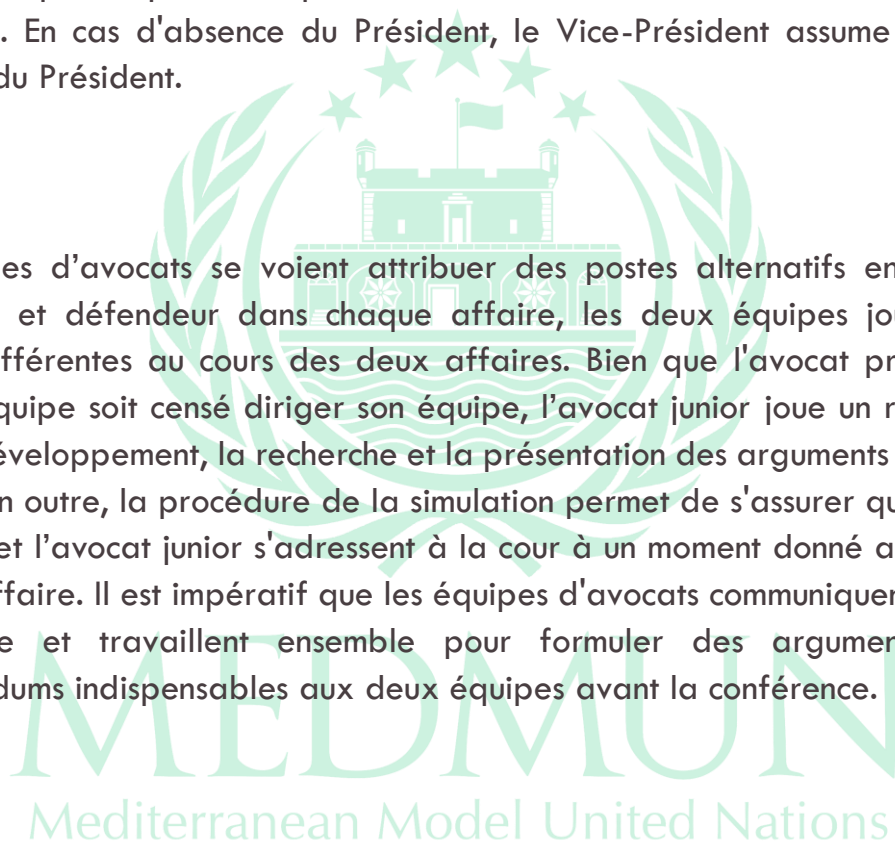 . En cas d'absence du Président, le Vice-Président assume
du Président.
es d’avocats se voient attribuer des postes alternatifs en
et défendeur dans chaque affaire, les deux équipes jou
fférentes au cours des deux affaires. Bien que l'avocat pr
quipe soit censé diriger son équipe, l’avocat junior joue un r
éveloppement, la recherche et la présentation des arguments
n outre, la procédure de la simulation permet de s'assurer qu
et l’avocat junior s'adressent à la cour à un moment donné a
ffaire. Il est impératif que les équipes d'avocats communiquen
e et travaillent ensemble pour formuler des argumen
dums indispensables aux deux équipes avant la conférence.
MEDMUN
Mediterranean Model United Nations